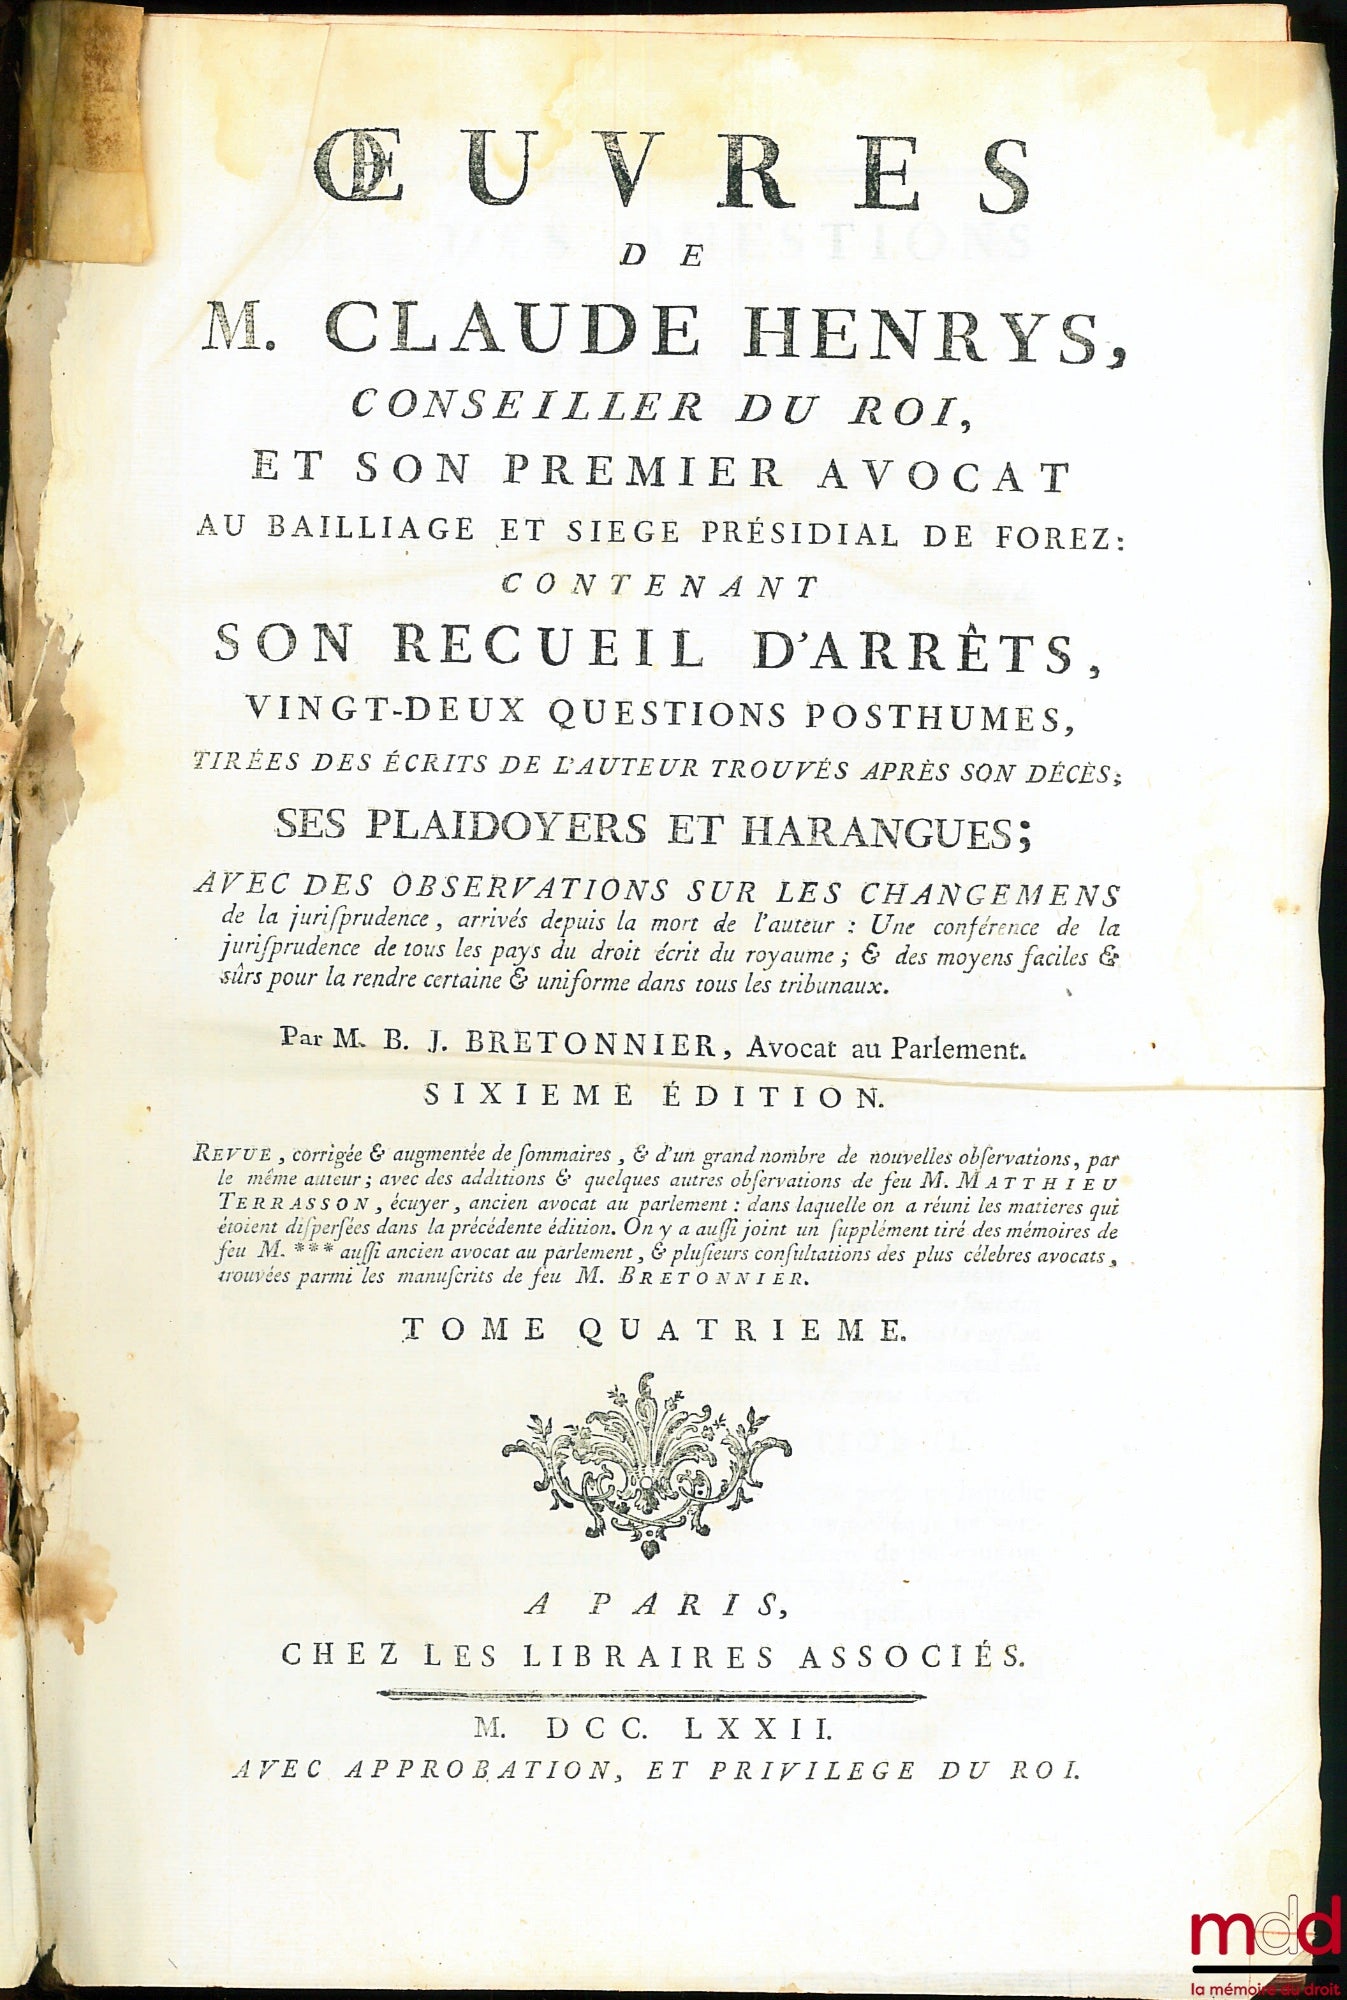 ŒUVRES
DE
M. CLAUDE HENRYS,
CONSEILLER DU ROI,
ET SON PREMIER AVOCAT
AU BAILLIAGE ET SIEGE PRÉSIDIAL DE FOREZ:
CONTENANT
SON RECUEIL D'ARRÊTS,
VINGT-DEUX QUESTIONS POSTHUMES,
TIRÉES DES ÉCRITS DE L'AUTEUR TROUVÉS APRÈS SON DÉCÈS;
SES PLAIDOYERS ET HARANGUES;
AVEC DES OBSERVATIONS SUR LES CHANGEMENS
de la juriſprudence, arrivés depuis la mort de l'auteur : Une conférence de la
juriſprudence de tous les pays du droit écrit du royaume ; & des moyens faciles &
sûrs pour la rendre certaine & uniforme dans tous les tribunaux.
Par M. B. J. BRETONNIER, Avocat au Parlement.
SIXIEME ÉDITION.
REVUE, corrigée & augmentée de ſommaires, & d'un grand nombre de nouvelles obſervations, par
le même auteur ; avec des additions & quelques autres obſervations de feu M. MATTHIEU
TERRASSON, écuyer, ancien avocat au parlement : dans laquelle on a réuni les matieres qui
étoient diſperſées dans la précédente édition. On y a auſſi joint un ſupplément tiré des mémoires de
feu M. *** auſſi ancien avocat au parlement, & pluſieurs conſultations des plus célebres avocats,
trouvées parmi les manuſcrits de feu M. BRETONNIER.
TOME QUATRIEME.
A PARIS,
CHEZ LES LIBRAIRES ASSOCIÉS.
M. DCC. LXXII.
AVEC APPROBATION, ET PRIVILEGE DU ROI.
mdd
la mémoire du droit